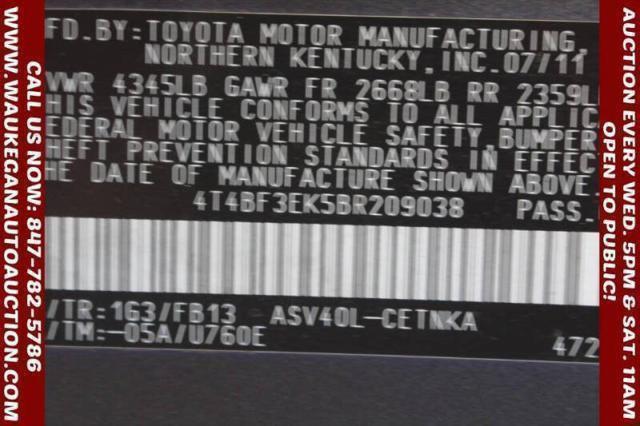 WWW.WAUKEGANAUTOAUCTION.COM
CALL US NOW: 847-782-5786
FD.BY: TOYOTA MOTOR MANUFACTURING,
NORTHERN KENTUCKY, INC. 07/11
VWR 4345LB GAWR FR 2668LB RR 2359L
HIS VEHICLE CONFORMS TO ALL APPLIC
EDERAL MOTOR VEHICLE SAFETY, BUMPER
HEFT PREVENTION STANDARDS IN EFFEC
HE DATE OF MANUFACTURE SHOWN ABOVE.
4T4BF3EK5BR209038 PASS.
/TR: 1G3/FB13 ASV40L-CETNKA
/TM:-05A/U760E
472
AUCTION EVERY WED. 5PM & SAT. 11AM
OPEN TO PUBLIC!